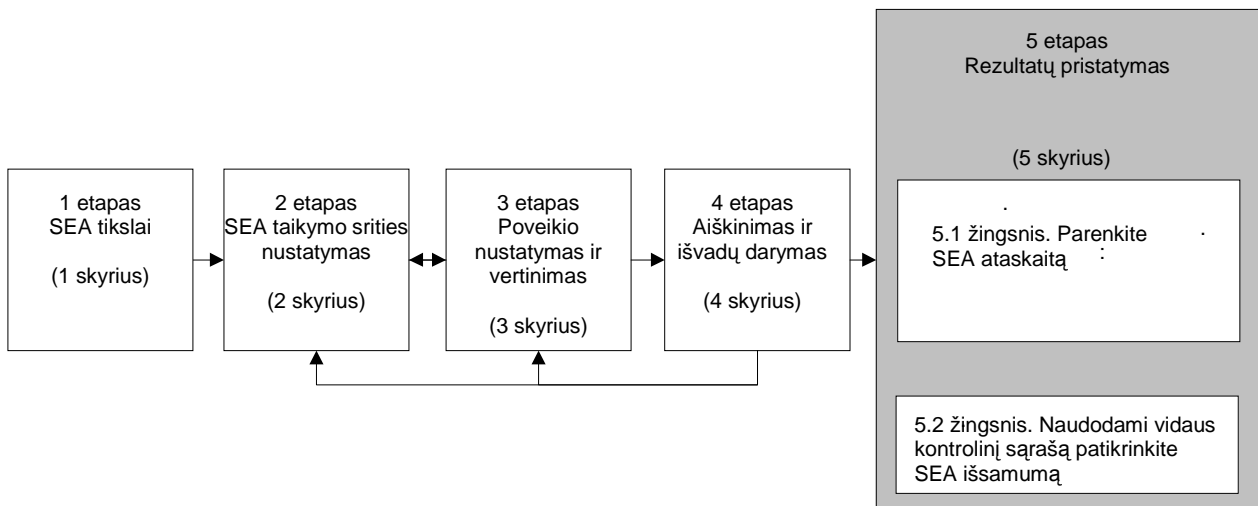 1 etapas
SEA tikslai
(1 skyrius)
2 etapas
SEA taikymo srities
nustatymas
(2 skyrius)
3 etapas
Poveikio
nustatymas ir
vertinimas
(3 skyrius)
4 etapas
Aiškinimas ir
išvadų darymas
(4 skyrius)
5 etapas
Rezultatų pristatymas
(5 skyrius)
5.1 žingsnis. Parenkite
SEA ataskaitą
5.2 žingsnis. Naudodami vidaus
kontrolinį sąrašą patikrinkite
SEA išsamumą